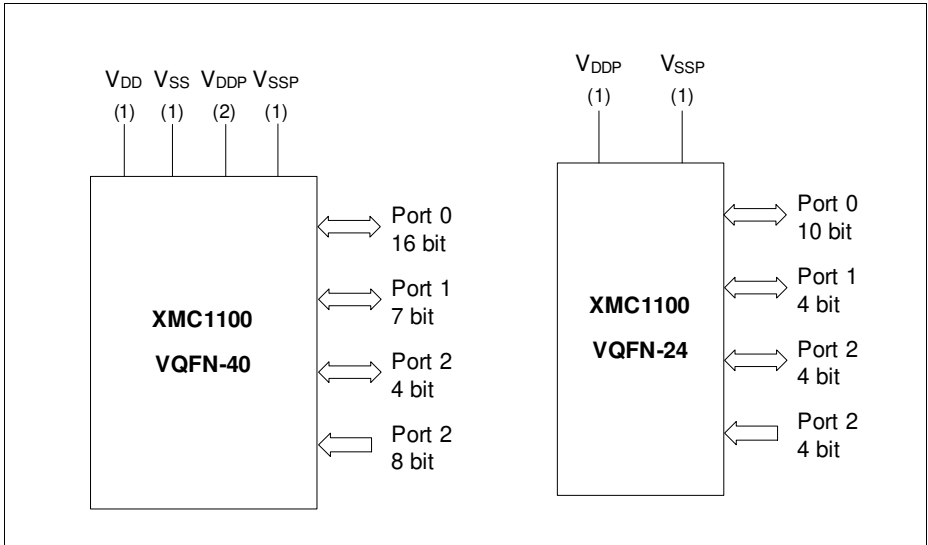 VDD VSS VDDP VSSP
(1) (1) (2) (1)
Port 0
16 bit
Port 1
7 bit
XMC1100
VQFN-40
Port 2
4 bit
Port 2
8 bit
VDDP VSSP
(1) (1)
Port 0
10 bit
Port 1
4 bit
XMC1100
VQFN-24
Port 2
4 bit
Port 2
4 bit